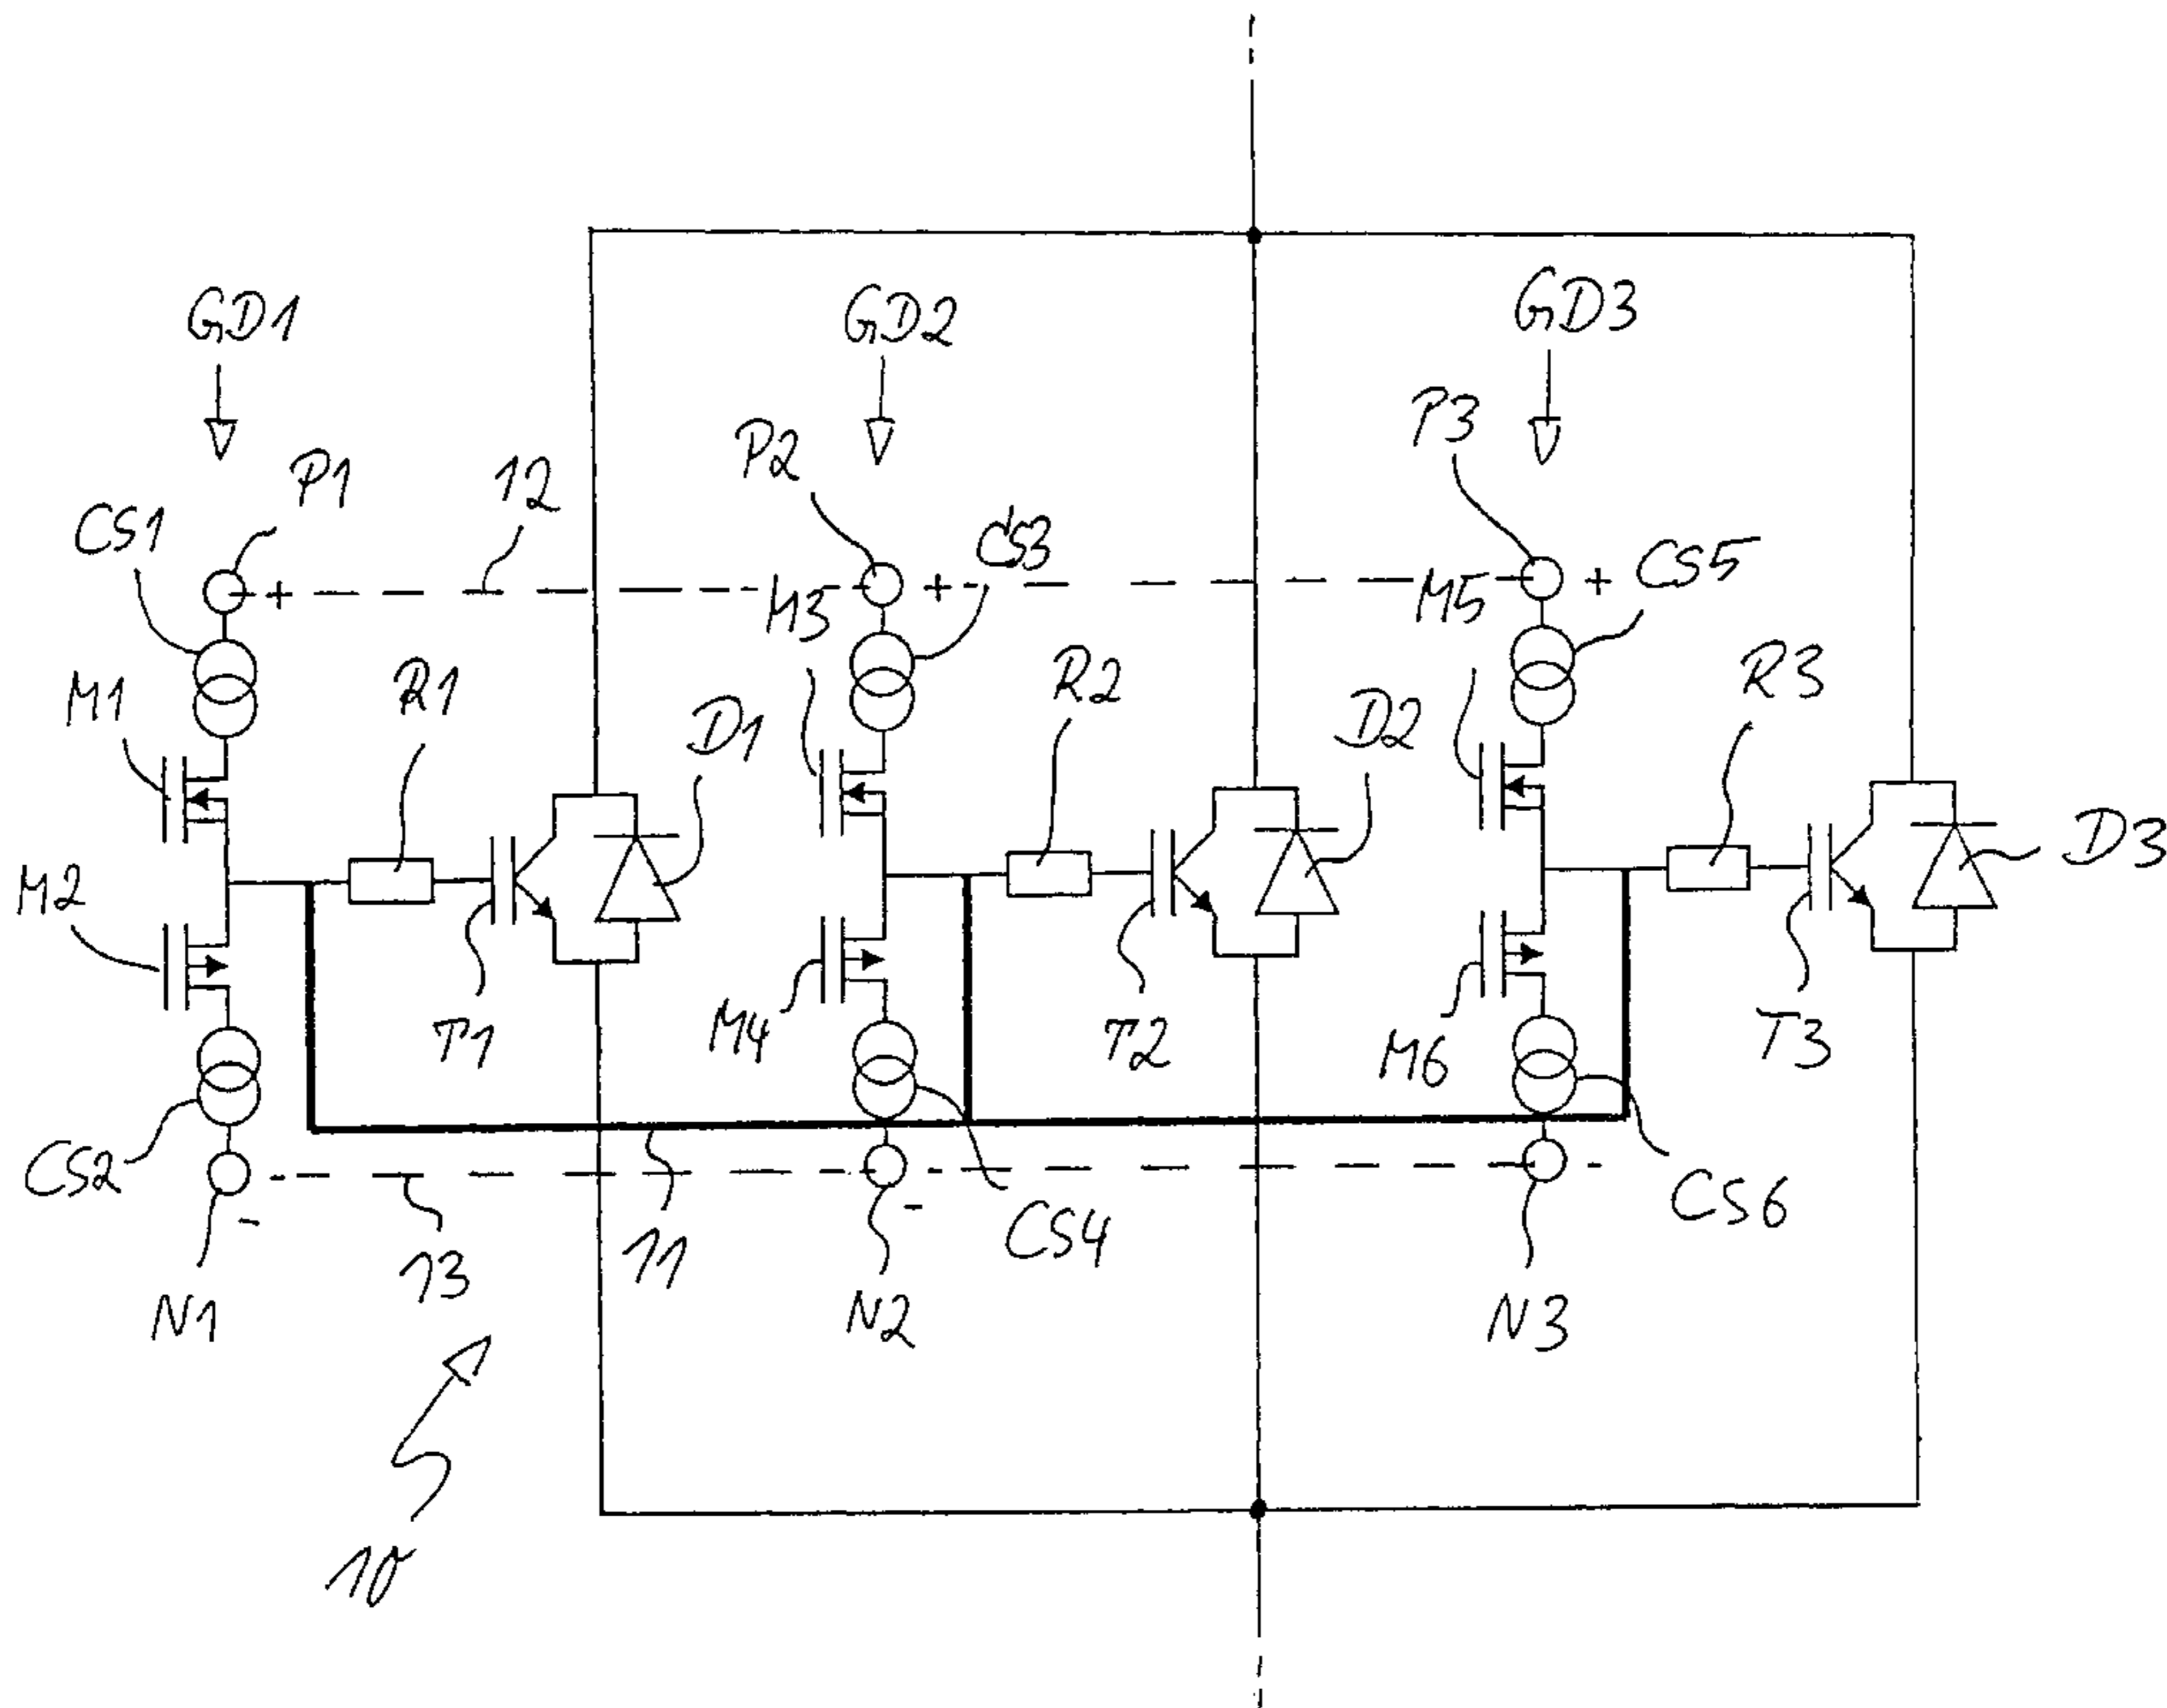 GD1 GD2 GD3
P3
P1 12 P2
CS1 CS3 CS5
+ + +
M3 M5
M1 R1 R2 R3
D1 D2
D3
M2
T1 M4 T2 M6 T3
CS2 - - -
- -
13 11 CS4 CS6
N1 N2 N3
10